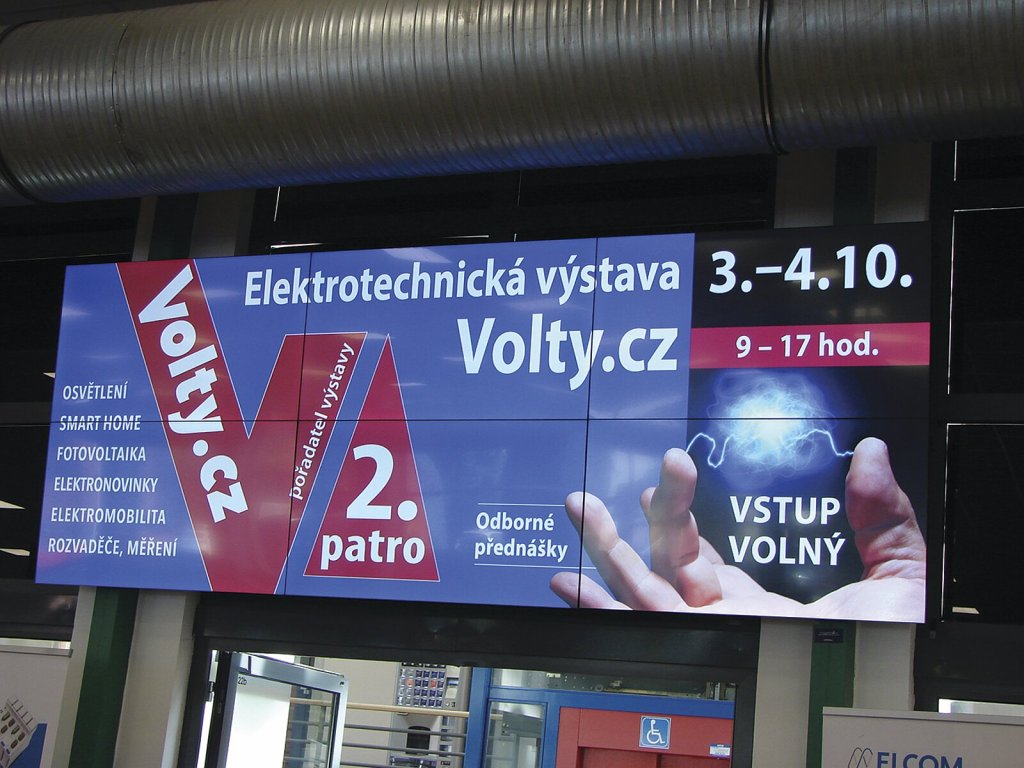 Elektrotechnická výstava
Volty.cz
3.–4.10.
9 – 17 hod.
Volty.cz
pořadatel výstavy
OSVĚTLENÍ
SMART HOME
FOTOVOLTAIKA
ELEKTRONOVINKY
ELEKTROMOBILITA
ROZVADĚČE, MĚŘENÍ
2.
patro
Odborné
přednášky
VSTUP
VOLNÝ
22b
ELCOM